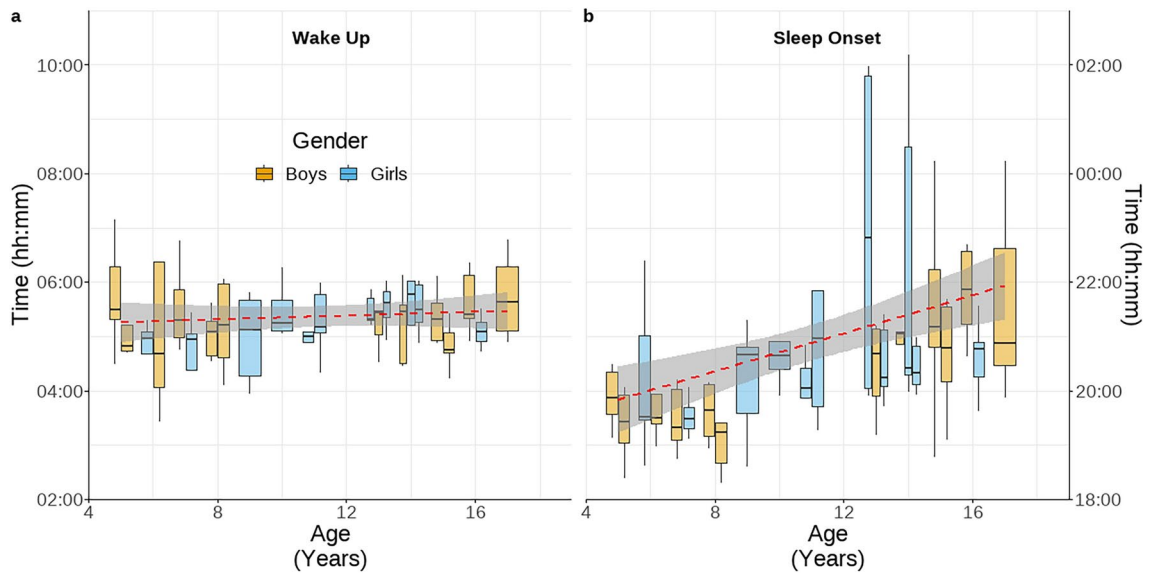 a
b
Wake Up
Sleep Onset
10:00
02:00
Gender
Boys
Girls
08:00
00:00
Time (hh:mm)
Time (hh:mm)
06:00
22:00
04:00
20:00
02:00
18:00
4 8 12 16
4 8 12 16
Age
(Years)
Age
(Years)